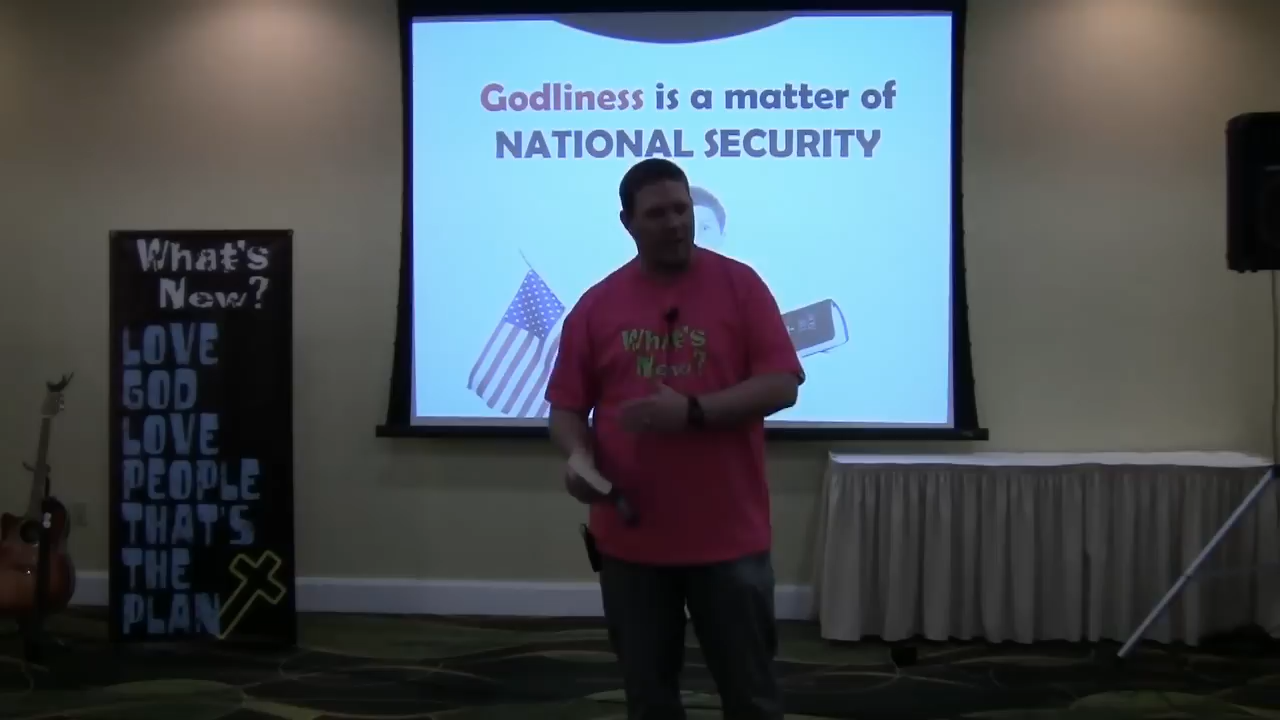 Godliness is a matter of
NATIONAL SECURITY
What's
New?
LOVE
GOD
LOVE
PEOPLE
THAT'S
THE
PLAN
What's
New?